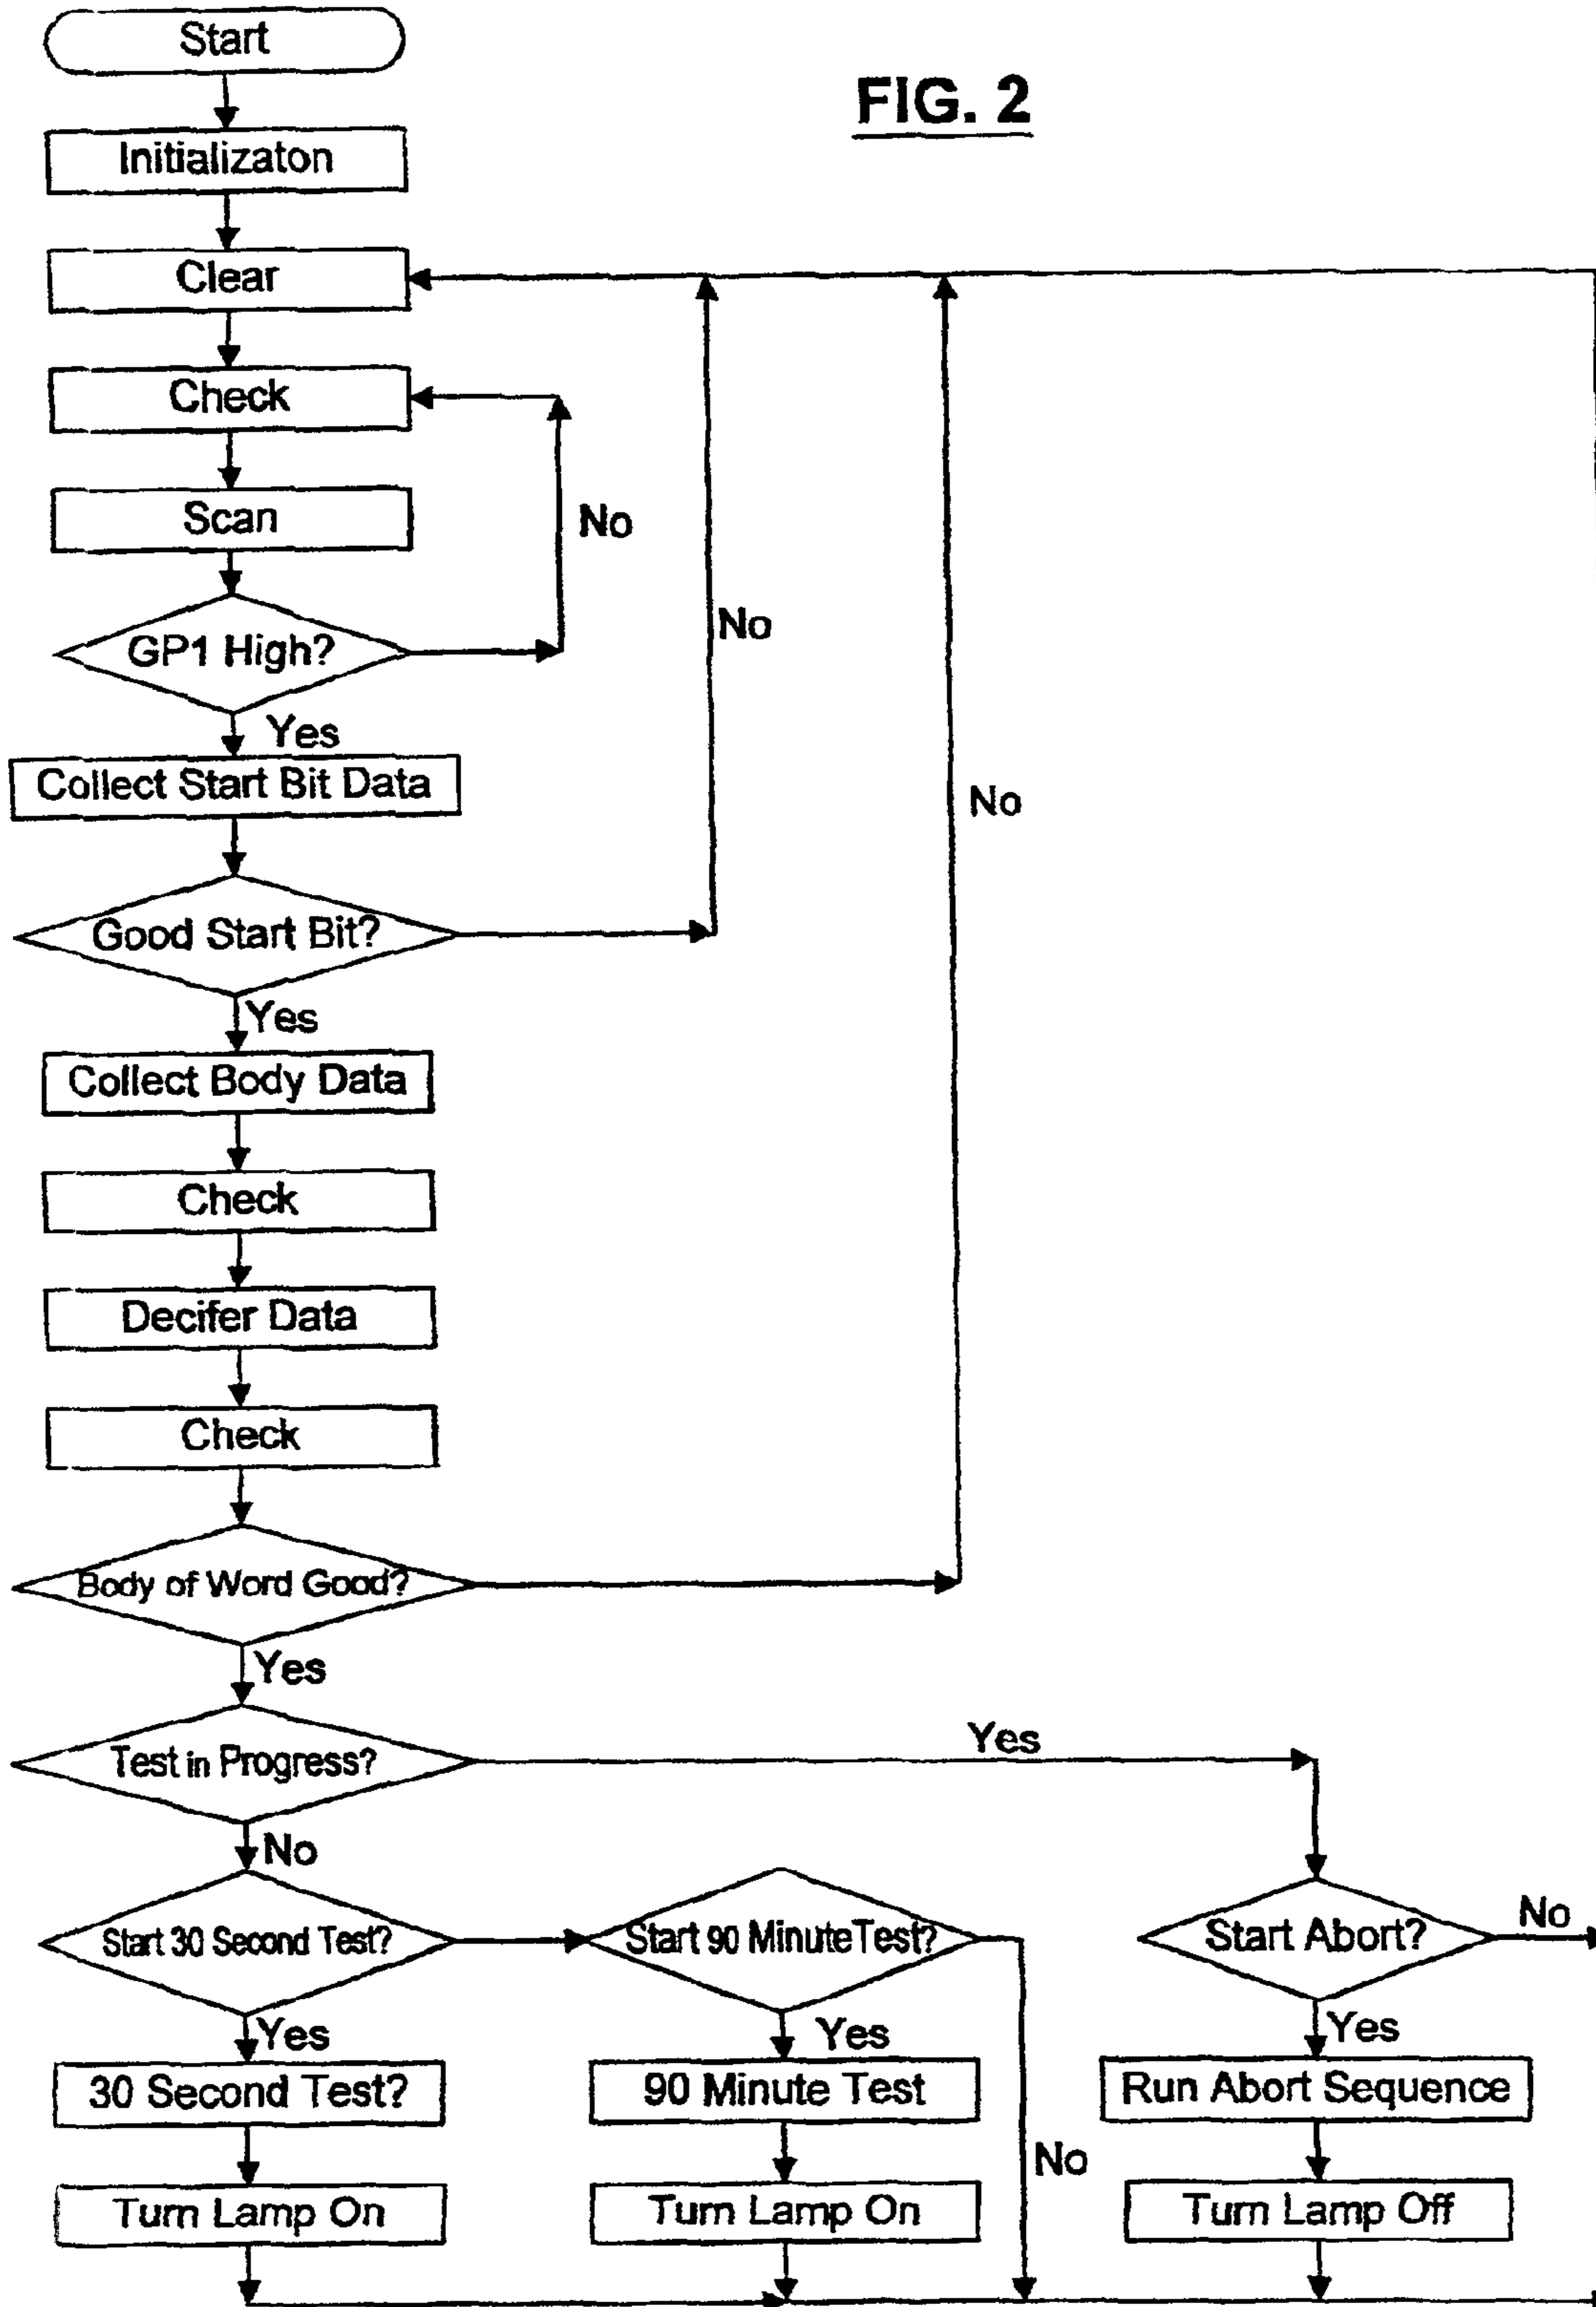 Start
FIG. 2
Initializaton
Clear
Check
Scan
No
GP1 High?
No
Yes
Collect Start Bit Data
No
Good Start Bit?
Yes
Collect Body Data
Check
Decifer Data
Check
Body of Word Good?
Yes
Yes
Test in Progress?
No
Start 30 Second Test?
Start 90 Minute Test?
Start Abort?
No
Yes
Yes
Yes
30 Second Test?
90 Minute Test
Run Abort Sequence
No
Turn Lamp On
Turn Lamp On
Turn Lamp Off